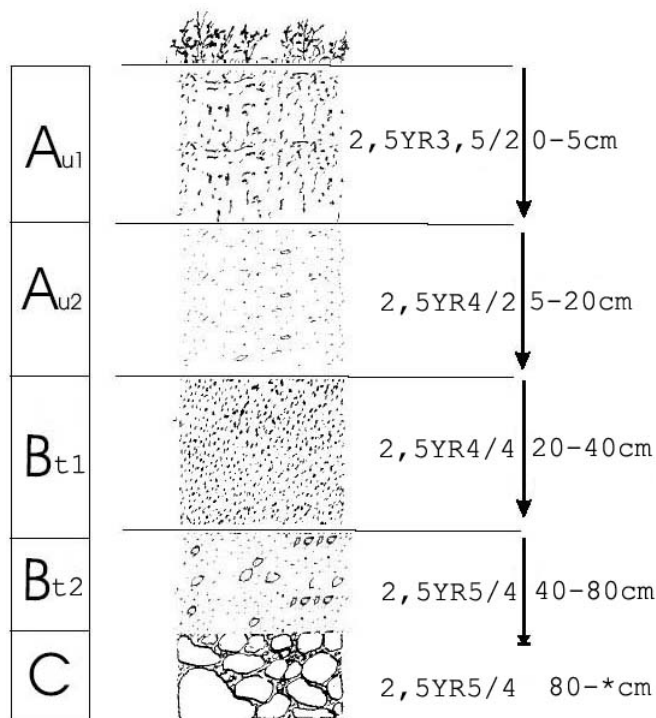 Au1 2,5YR3,5/2 0-5cm
Au2 2,5YR4/2 5-20cm
Bt1 2,5YR4/4 20-40cm
Bt2 2,5YR5/4 40-80cm
C 2,5YR5/4 80-*cm